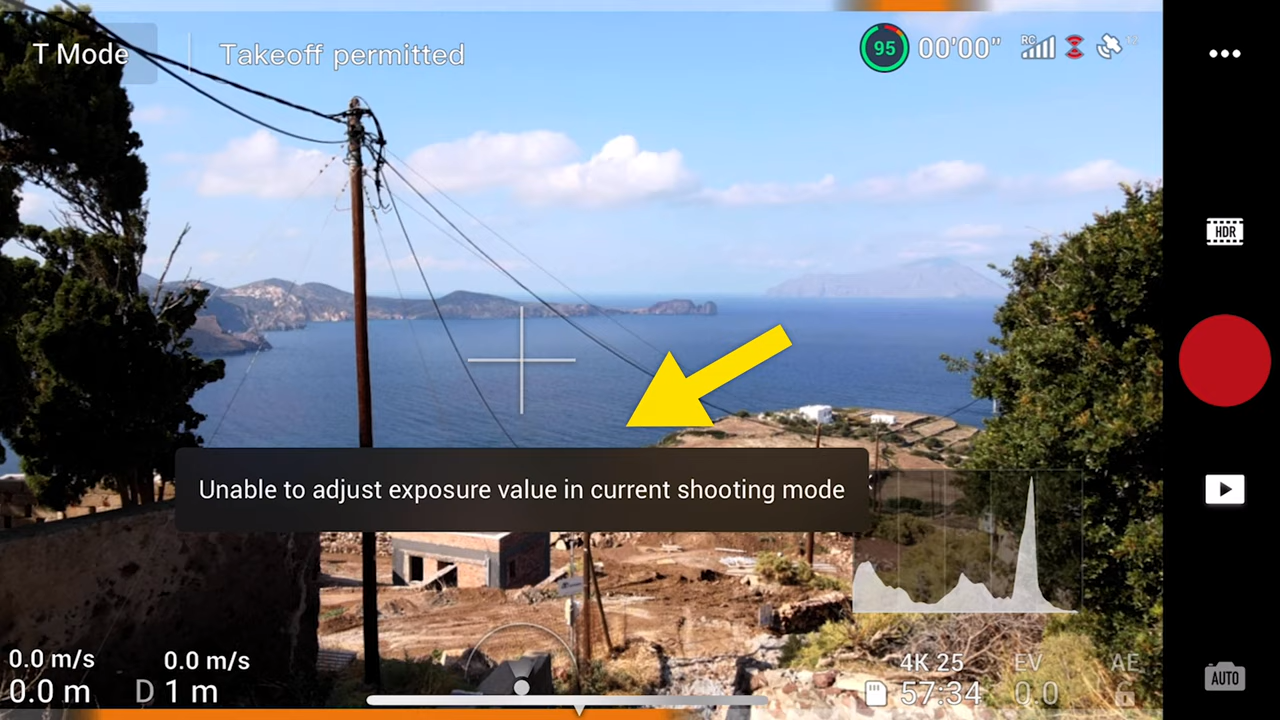 T Mode
Takeoff permitted
95
00'00"
RC
12
HDR
Unable to adjust exposure value in current shooting mode
0.0 m/s
0.0 m/s
0.0 m
D 1 m
4K 25
EV
AE
57:34
0.0
AUTO